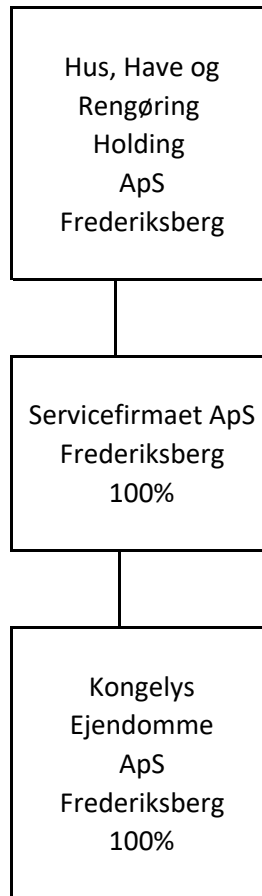 Hus, Have og
Rengøring
Holding
ApS
Frederiksberg
Servicefirmaet ApS
Frederiksberg
100%
Kongelys
Ejendomme
ApS
Frederiksberg
100%